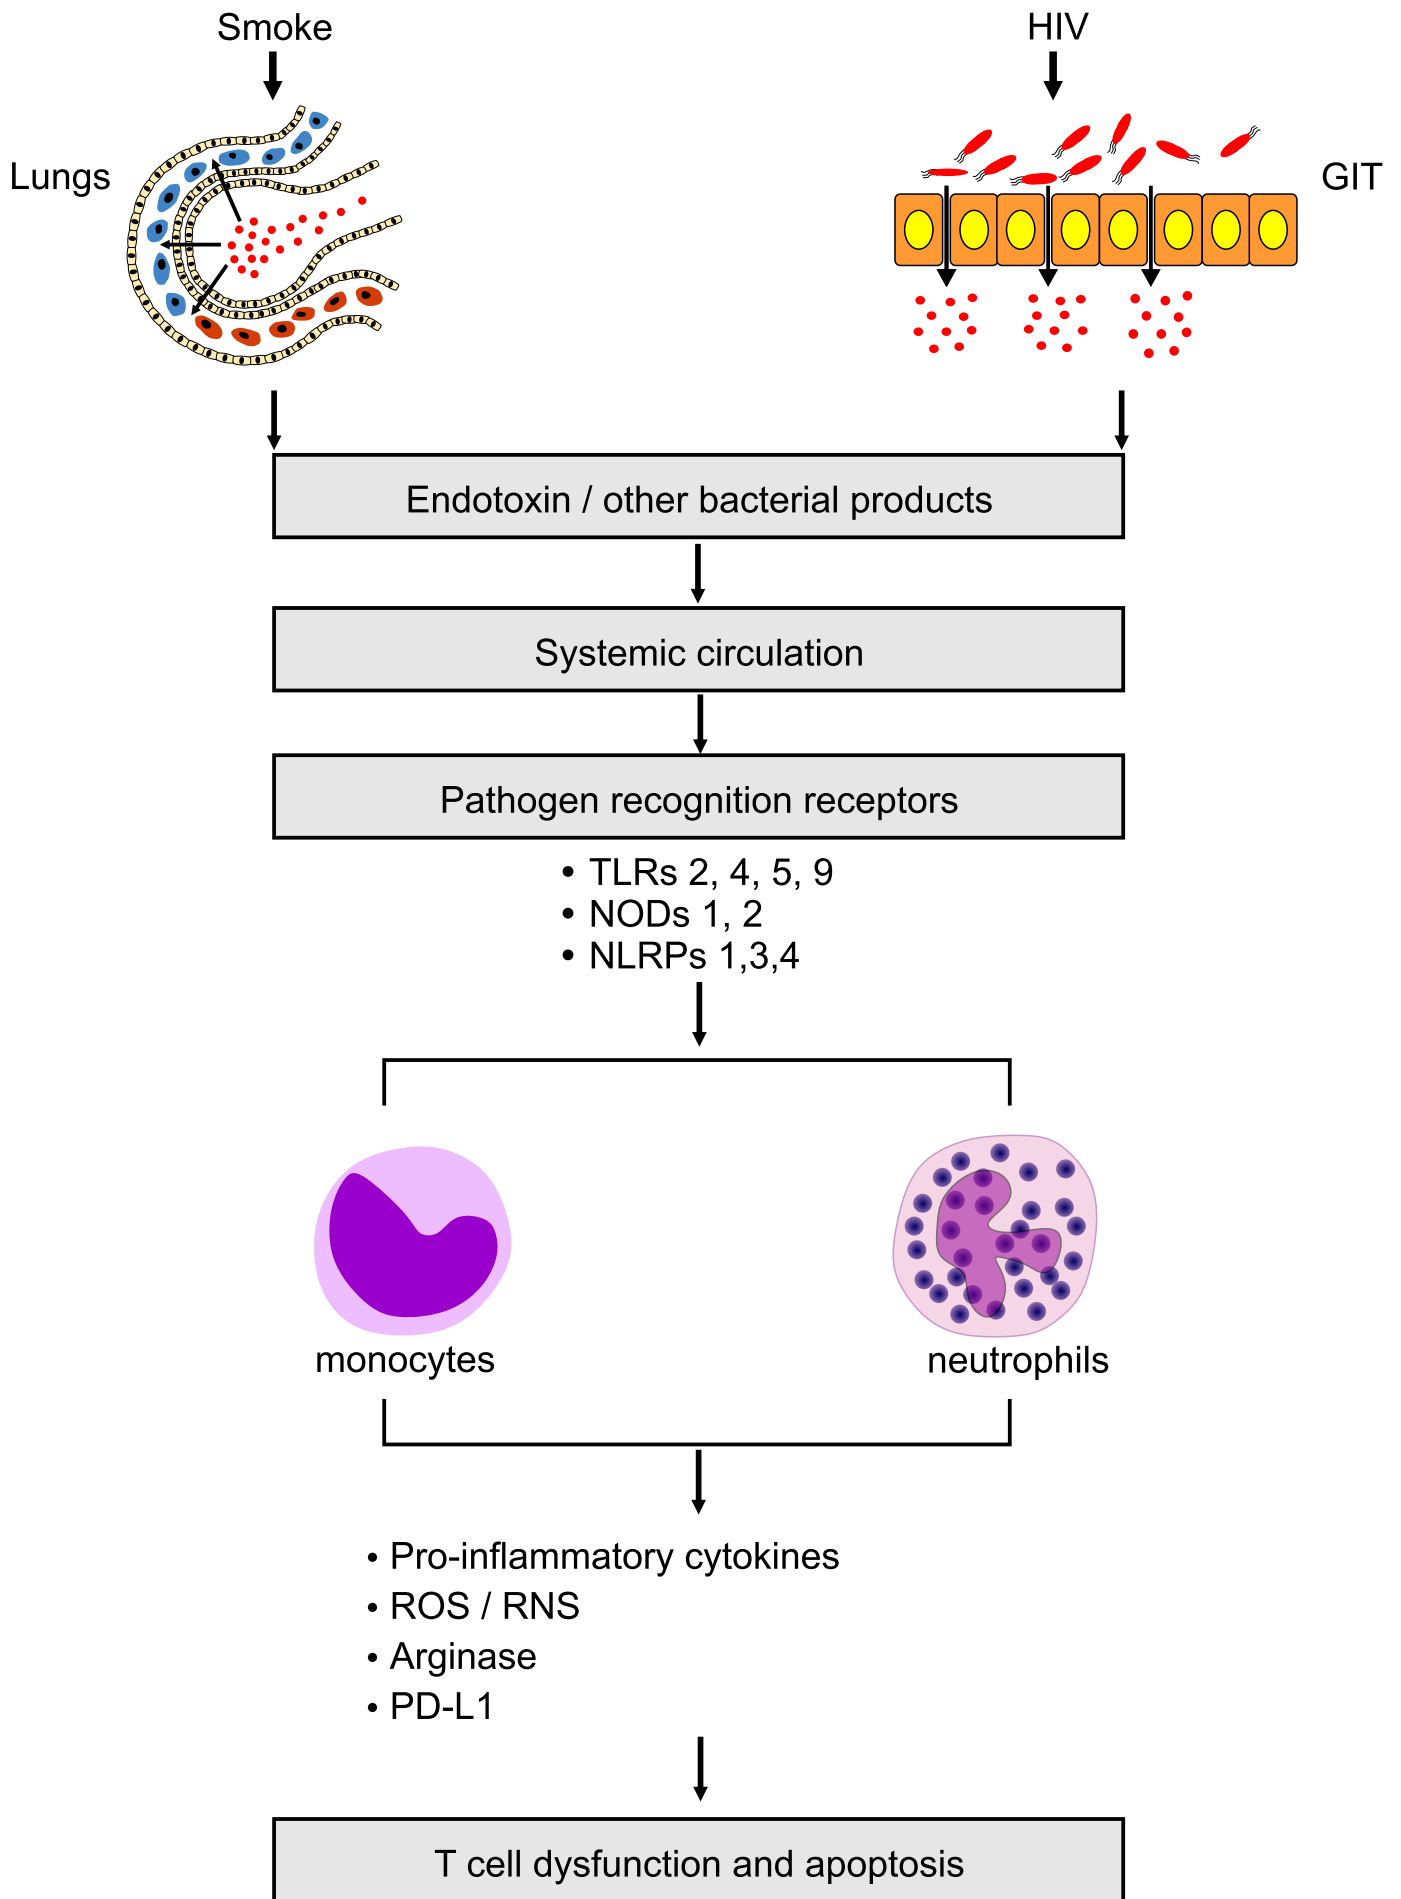 Smoke
HIV
Lungs
GIT
Endotoxin / other bacterial products
Systemic circulation
Pathogen recognition receptors
• TLRs 2, 4, 5, 9
• NODs 1, 2
• NLRPs 1,3,4
monocytes
neutrophils
• Pro-inflammatory cytokines
• ROS / RNS
• Arginase
• PD-L1
T cell dysfunction and apoptosis